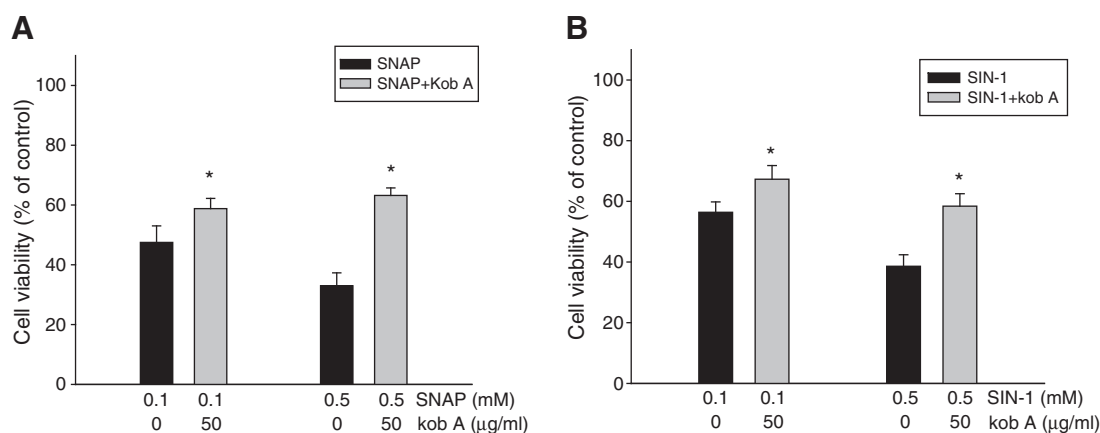 A
SNAP
SNAP+Kob A
Cell viability (% of control)
100
80
60
40
20
0
*
*
0.1 0.1 0.5 0.5 SNAP (mM)
0 50 0 50 kob A (µg/ml)
B
SIN-1
SIN-1+kob A
Cell viability (% of control)
100
80
60
40
20
0
*
*
0.1 0.1 0.5 0.5 SIN-1 (mM)
0 50 0 50 kob A (µg/ml)